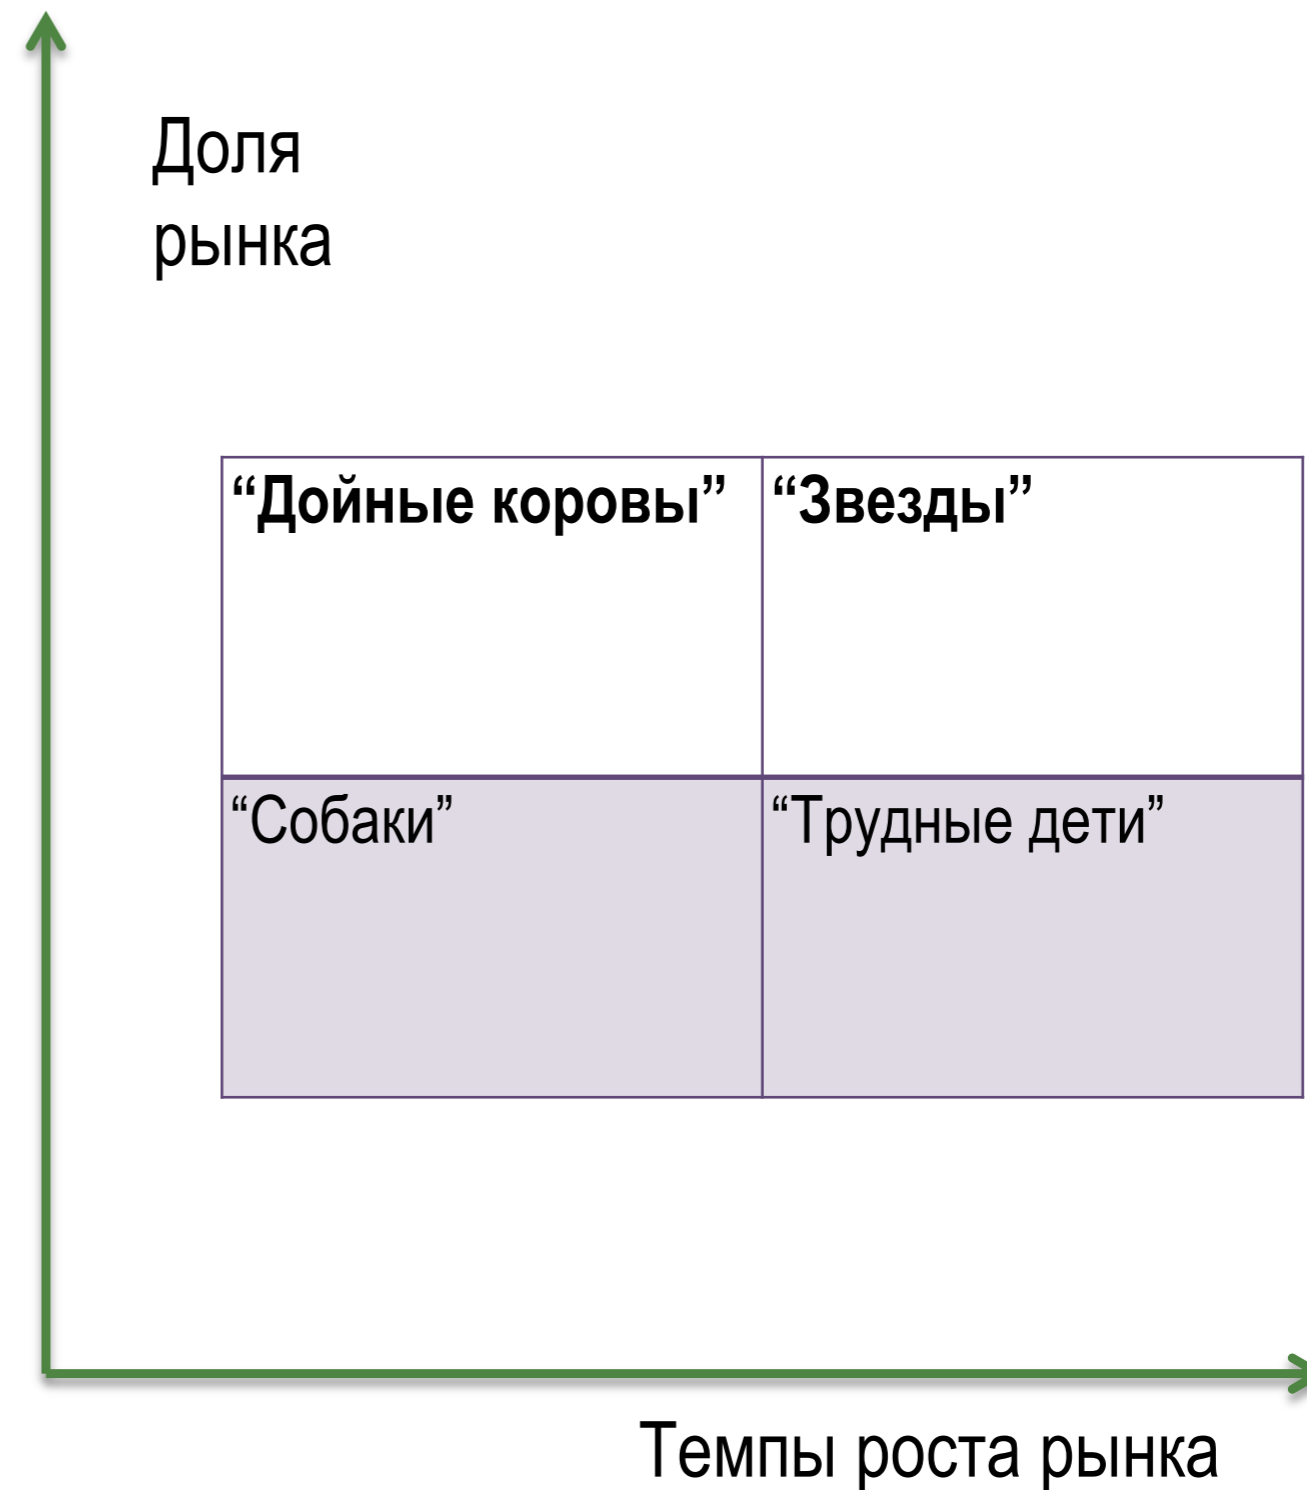 Доля
рынка
“Дойные коровы”
“Звезды”
“Собаки”
“Трудные дети”
Темпы роста рынка